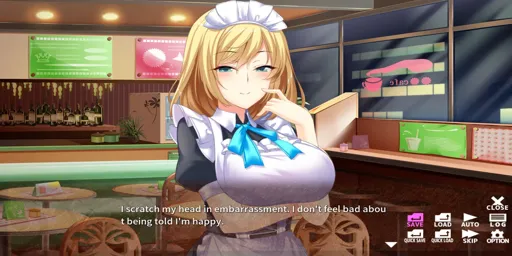 cafe
I scratch my head in embarrassment. I don't feel bad abou
t being told I'm happy.
CLOSE
SAVE LOAD AUTO LOG
QUICK SAVE QUICK LOAD SKIP OPTION